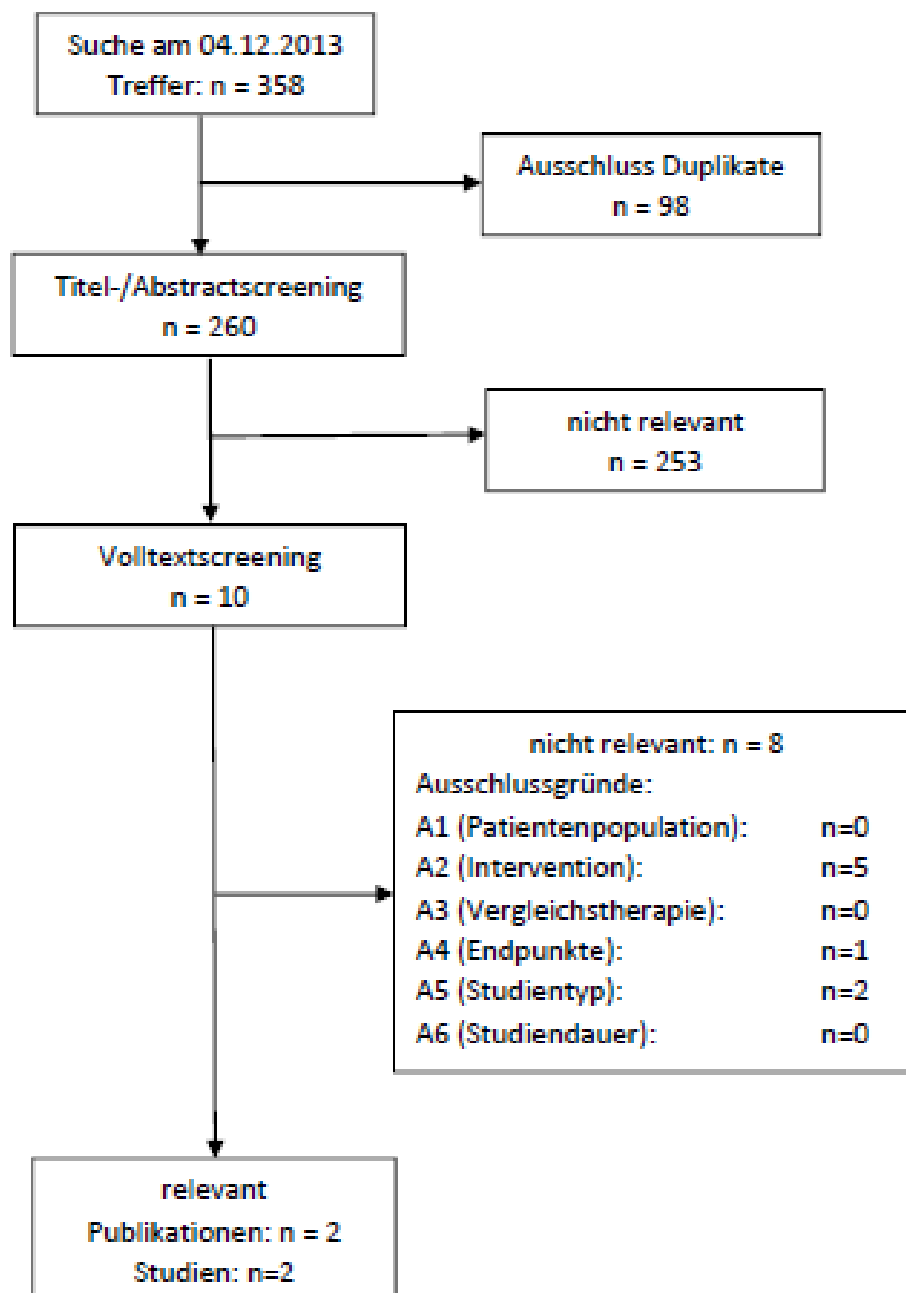 Suche am 04.12.2013
Treffer: n = 358
Ausschluss Duplikate
n = 98
Titel-/Abstractscreening
n = 260
nicht relevant
n = 253
Volltextscreening
n = 10
nicht relevant: n = 8
Ausschlussgründe:
A1 (Patientenpopulation): n=0
A2 (Intervention): n=5
A3 (Vergleichstherapie): n=0
A4 (Endpunkte): n=1
A5 (Studientyp): n=2
A6 (Studiendauer): n=0
relevant
Publikationen: n = 2
Studien: n=2